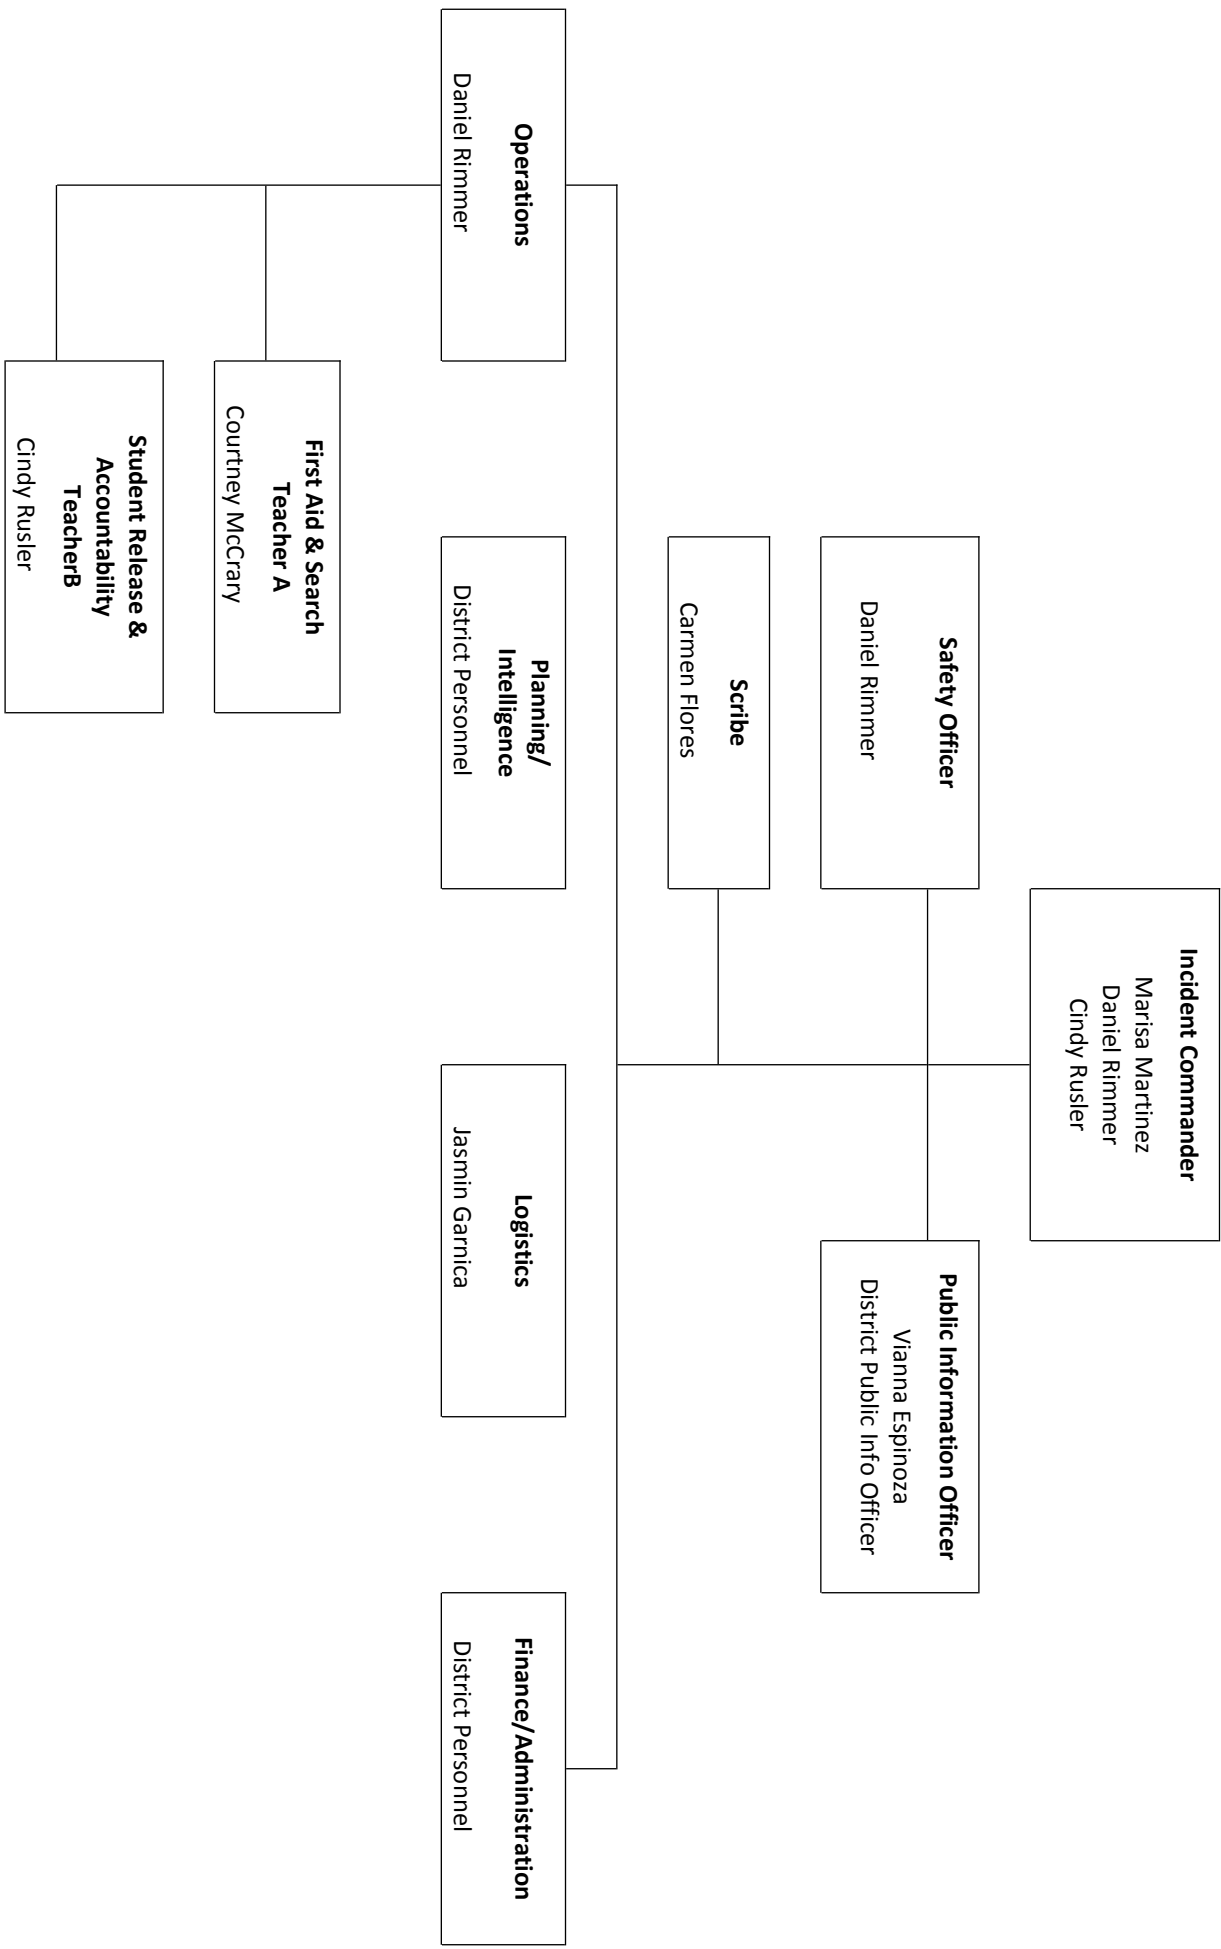 Incident Commander
Marisa Martinez
Daniel Rimmer
Cindy Rusler
Safety Officer
Daniel Rimmer
Public Information Officer
Vianna Espinoza
District Public Info Officer
Scribe
Carmen Flores
Operations
Daniel Rimmer
Planning/
Intelligence
District Personnel
Logistics
Jasmin Garnica
Finance/Administration
District Personnel
First Aid & Search
Teacher A
Courtney McCrary
Student Release &
Accountability
TeacherB
Cindy Rusler